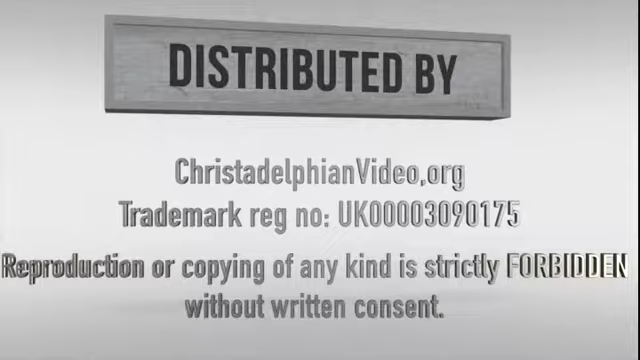 DISTRIBUTED BY
ChristadelphianVideo.org
Trademark reg no: UK00003090175
Reproduction or copying of any kind is strictly FORBIDDEN
without written consent.